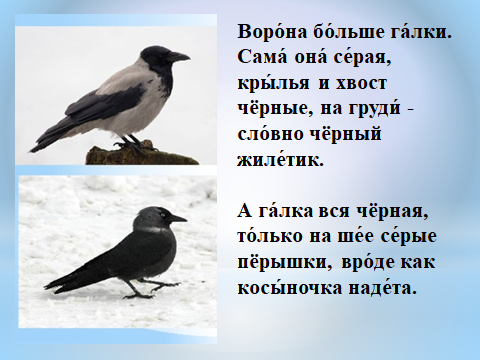 Воро́на бо́льше га́лки.
Сама́ она́ се́рая,
кры́лья и хвост
чёрные, на груди́ -
сло́вно чёрный
жиле́тик.
А га́лка вся чёрная,
то́лько на ше́е се́рые
пёрышки, вро́де как
косы́ночка наде́та.